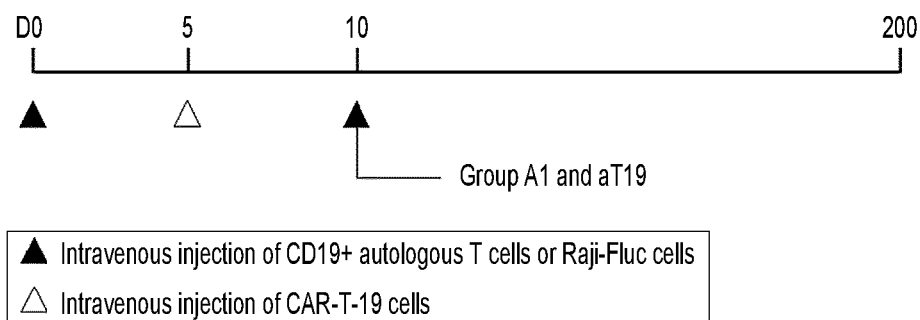 D0 5 10 200
Group A1 and aT19
Intravenous injection of CD19+ autologous T cells or Raji-Fluc cells
Intravenous injection of CAR-T-19 cells